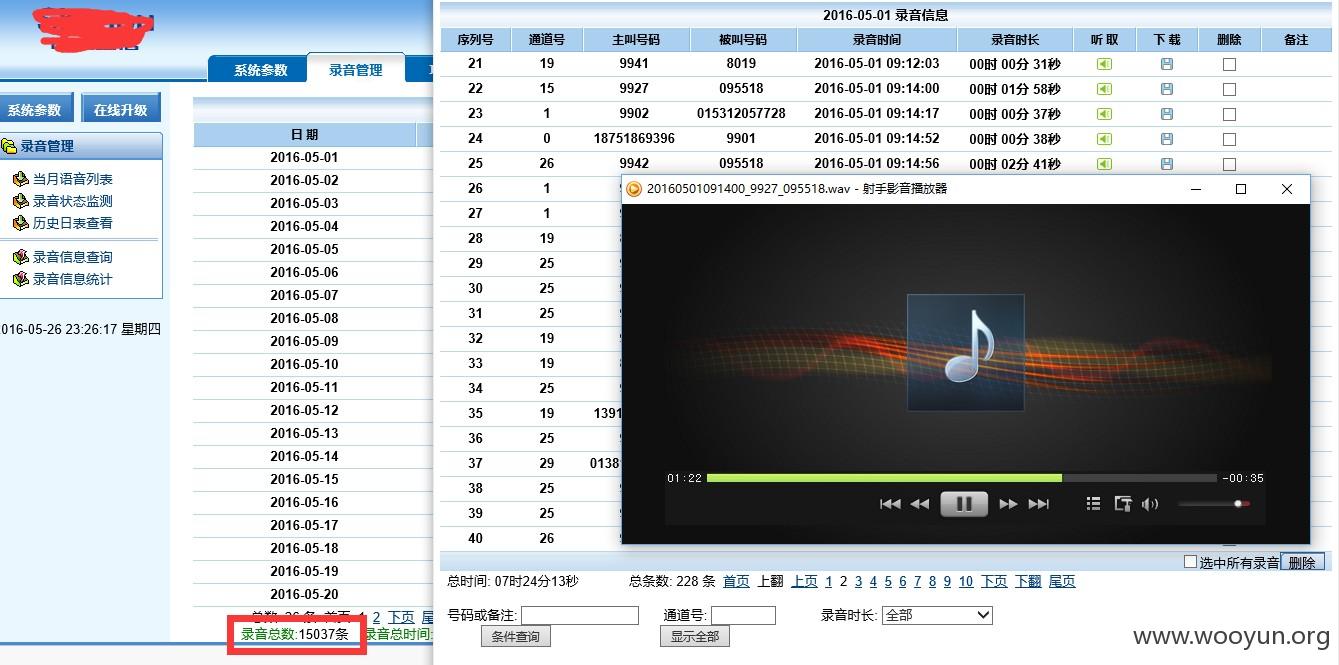 系统参数 录音管理
系统参数 在线升级
录音管理
当月语音列表
录音状态监测
历史日表查看
录音信息查询
录音信息统计
016-05-26 23:26:17 星期四
日期
2016-05-01
2016-05-02
2016-05-03
2016-05-04
2016-05-05
2016-05-06
2016-05-07
2016-05-08
2016-05-09
2016-05-10
2016-05-11
2016-05-12
2016-05-13
2016-05-14
2016-05-15
2016-05-16
2016-05-17
2016-05-18
2016-05-19
2016-05-20
总数: 26 条 首页 1 2 下页 尾
录音总数:15037条 录音总时间:
2016-05-01 录音信息
序列号 通道号 主叫号码 被叫号码 录音时间 录音时长 听取 下载 删除 备注
21 19 9941 8019 2016-05-01 09:12:03 00时 00分 31秒
22 15 9927 095518 2016-05-01 09:14:00 00时 01分 58秒
23 1 9902 015312057728 2016-05-01 09:14:17 00时 00分 37秒
24 0 18751869396 9901 2016-05-01 09:14:52 00时 00分 38秒
25 26 9942 095518 2016-05-01 09:14:56 00时 02分 41秒
26 1
27 1
28 19
29 25
30 25
31 25
32 19
33 19
34 25
35 19 1391
36 25
37 29 0138
38 25
39 25
40 26
20160501091400_9927_095518.wav - 射手影音播放器
01:22 -00:35
选中所有录音 删除
总时间: 07时24分13秒 总条数: 228 条 首页 上翻 上页 1 2 3 4 5 6 7 8 9 10 下页 下翻 尾页
号码或备注: 通道号: 录音时长: 全部
条件查询 显示全部
www.wooyun.org